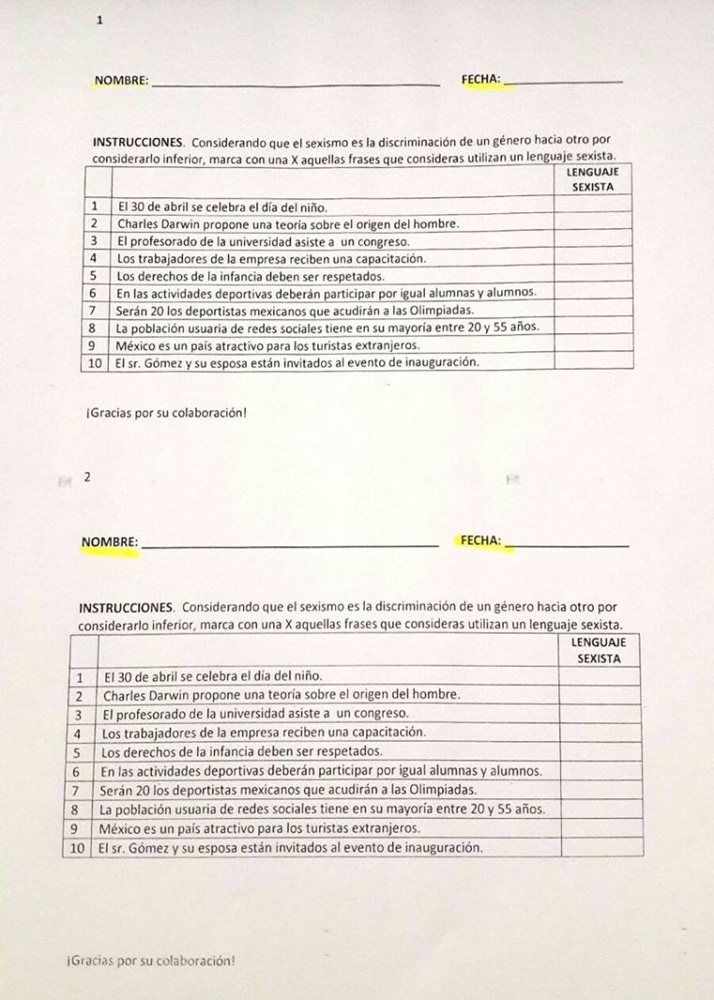 1
NOMBRE: FECHA:
INSTRUCCIONES. Considerando que el sexismo es la discriminación de un género hacia otro por
considerarlo inferior, marca con una X aquellas frases que consideras utilizan un lenguaje sexista.
LENGUAJE
SEXISTA
1 El 30 de abril se celebra el día del niño.
2 Charles Darwin propone una teoría sobre el origen del hombre.
3 El profesorado de la universidad asiste a un congreso.
4 Los trabajadores de la empresa reciben una capacitación.
5 Los derechos de la infancia deben ser respetados.
6 En las actividades deportivas deberán participar por igual alumnas y alumnos.
7 Serán 20 los deportistas mexicanos que acudirán a las Olimpiadas.
8 La población usuaria de redes sociales tiene en su mayoría entre 20 y 55 años.
9 México es un país atractivo para los turistas extranjeros.
10 El sr. Gómez y su esposa están invitados al evento de inauguración.
¡Gracias por su colaboración!
2
NOMBRE: FECHA:
INSTRUCCIONES. Considerando que el sexismo es la discriminación de un género hacia otro por
considerarlo inferior, marca con una X aquellas frases que consideras utilizan un lenguaje sexista.
LENGUAJE
SEXISTA
1 El 30 de abril se celebra el día del niño.
2 Charles Darwin propone una teoría sobre el origen del hombre.
3 El profesorado de la universidad asiste a un congreso.
4 Los trabajadores de la empresa reciben una capacitación.
5 Los derechos de la infancia deben ser respetados.
6 En las actividades deportivas deberán participar por igual alumnas y alumnos.
7 Serán 20 los deportistas mexicanos que acudirán a las Olimpiadas.
8 La población usuaria de redes sociales tiene en su mayoría entre 20 y 55 años.
9 México es un país atractivo para los turistas extranjeros.
10 El sr. Gómez y su esposa están invitados al evento de inauguración.
¡Gracias por su colaboración!